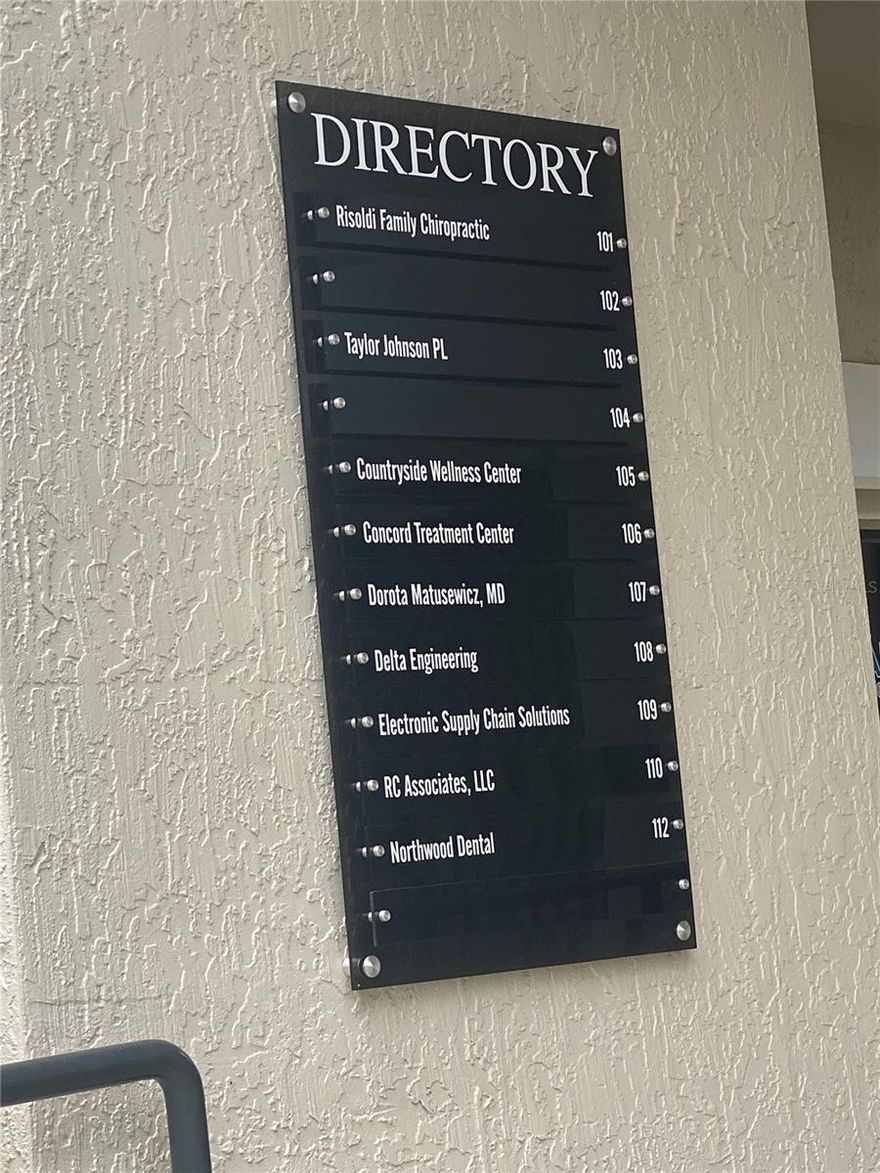 DIRECTORY
Risoldi Family Chiropractic 101
102
Taylor Johnson PL 103
104
Countryside Wellness Center 105
Concord Treatment Center 106
Dorota Matusewicz, MD 107
Delta Engineering 108
Electronic Supply Chain Solutions 109
RC Associates, LLC 110
Northwood Dental 112